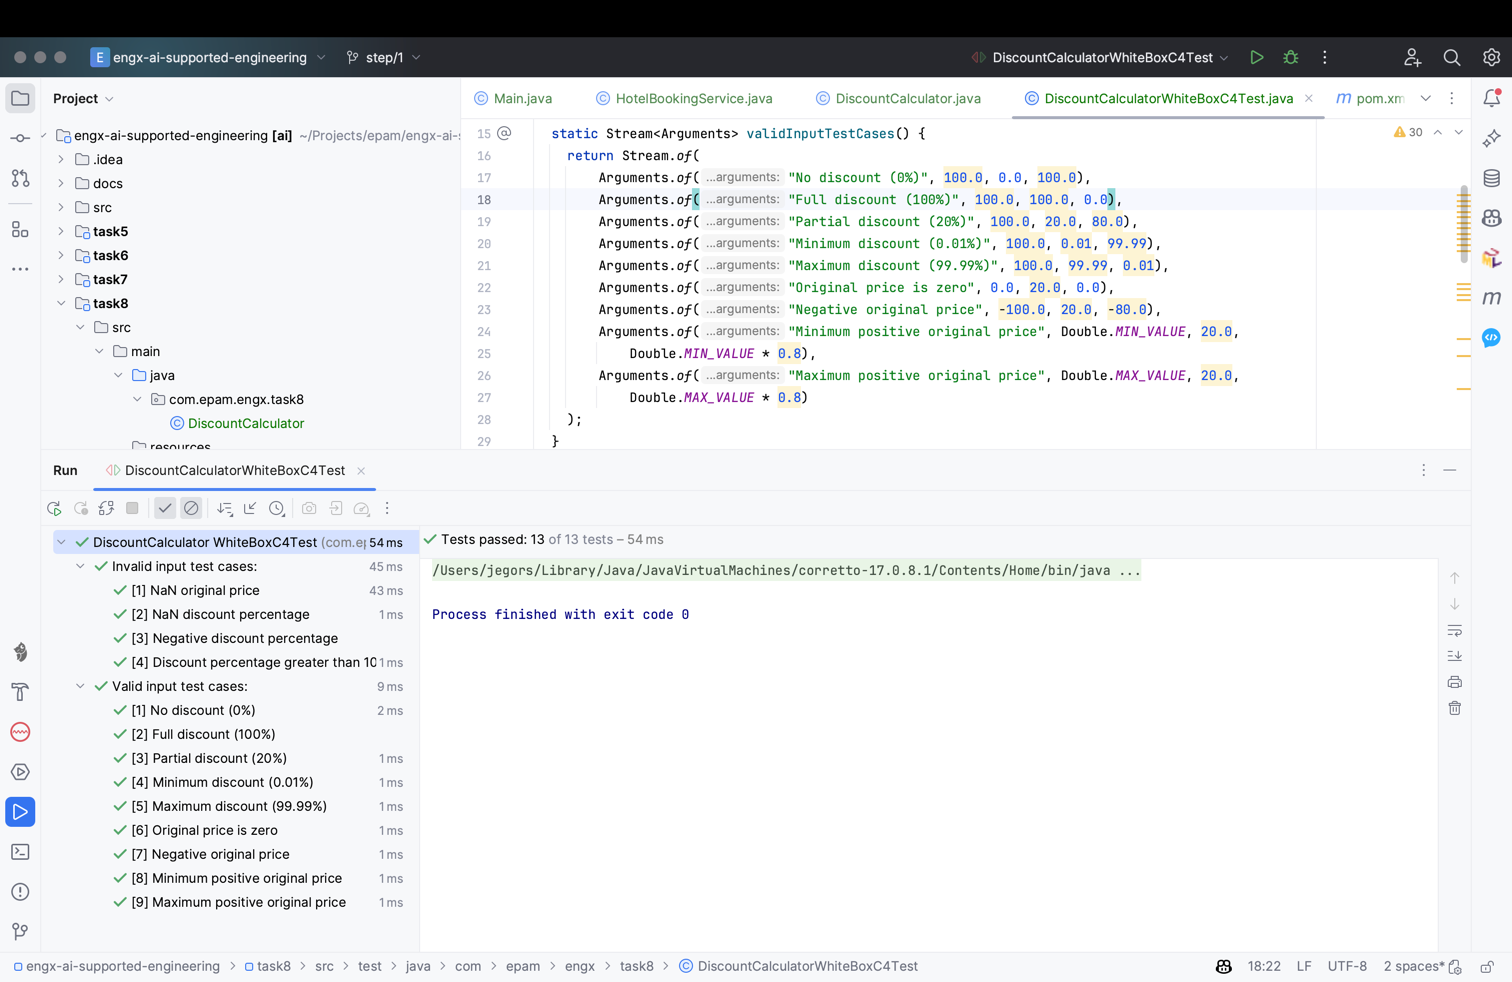 E engx-ai-supported-engineering step/1 DiscountCalculatorWhiteBoxC4Test
Project
Main.java HotelBookingService.java DiscountCalculator.java DiscountCalculatorWhiteBoxC4Test.java m pom.xm
engx-ai-supported-engineering [ai] ~/Projects/epam/engx-ai-s
.idea
docs
src
task5
task6
task7
task8
src
main
java
com.epam.engx.task8
DiscountCalculator
resources
30
15 @ static Stream<Arguments> validInputTestCases() {
16 return Stream.of(
17 Arguments.of( ...arguments: "No discount (0%)", 100.0, 0.0, 100.0),
18 Arguments.of( ...arguments: "Full discount (100%)", 100.0, 100.0, 0.0),
19 Arguments.of( ...arguments: "Partial discount (20%)", 100.0, 20.0, 80.0),
20 Arguments.of( ...arguments: "Minimum discount (0.01%)", 100.0, 0.01, 99.99),
21 Arguments.of( ...arguments: "Maximum discount (99.99%)", 100.0, 99.99, 0.01),
22 Arguments.of( ...arguments: "Original price is zero", 0.0, 20.0, 0.0),
23 Arguments.of( ...arguments: "Negative original price", -100.0, 20.0, -80.0),
24 Arguments.of( ...arguments: "Minimum positive original price", Double.MIN_VALUE, 20.0,
25 Double.MIN_VALUE * 0.8),
26 Arguments.of( ...arguments: "Maximum positive original price", Double.MAX_VALUE, 20.0,
27 Double.MAX_VALUE * 0.8)
28 );
29 }
m
Run DiscountCalculatorWhiteBoxC4Test
DiscountCalculator WhiteBoxC4Test (com.ep 54 ms
Invalid input test cases: 45 ms
[1] NaN original price 43 ms
[2] NaN discount percentage 1 ms
[3] Negative discount percentage
[4] Discount percentage greater than 10 1 ms
Valid input test cases: 9 ms
[1] No discount (0%) 2 ms
[2] Full discount (100%)
[3] Partial discount (20%) 1 ms
[4] Minimum discount (0.01%) 1 ms
[5] Maximum discount (99.99%) 1 ms
[6] Original price is zero 1 ms
[7] Negative original price 1 ms
[8] Minimum positive original price 1 ms
[9] Maximum positive original price 1 ms
Tests passed: 13 of 13 tests – 54 ms
/Users/jegors/Library/Java/JavaVirtualMachines/corretto-17.0.8.1/Contents/Home/bin/java ...
Process finished with exit code 0
engx-ai-supported-engineering > task8 > src > test > java > com > epam > engx > task8 > DiscountCalculatorWhiteBoxC4Test 18:22 LF UTF-8 2 spaces*